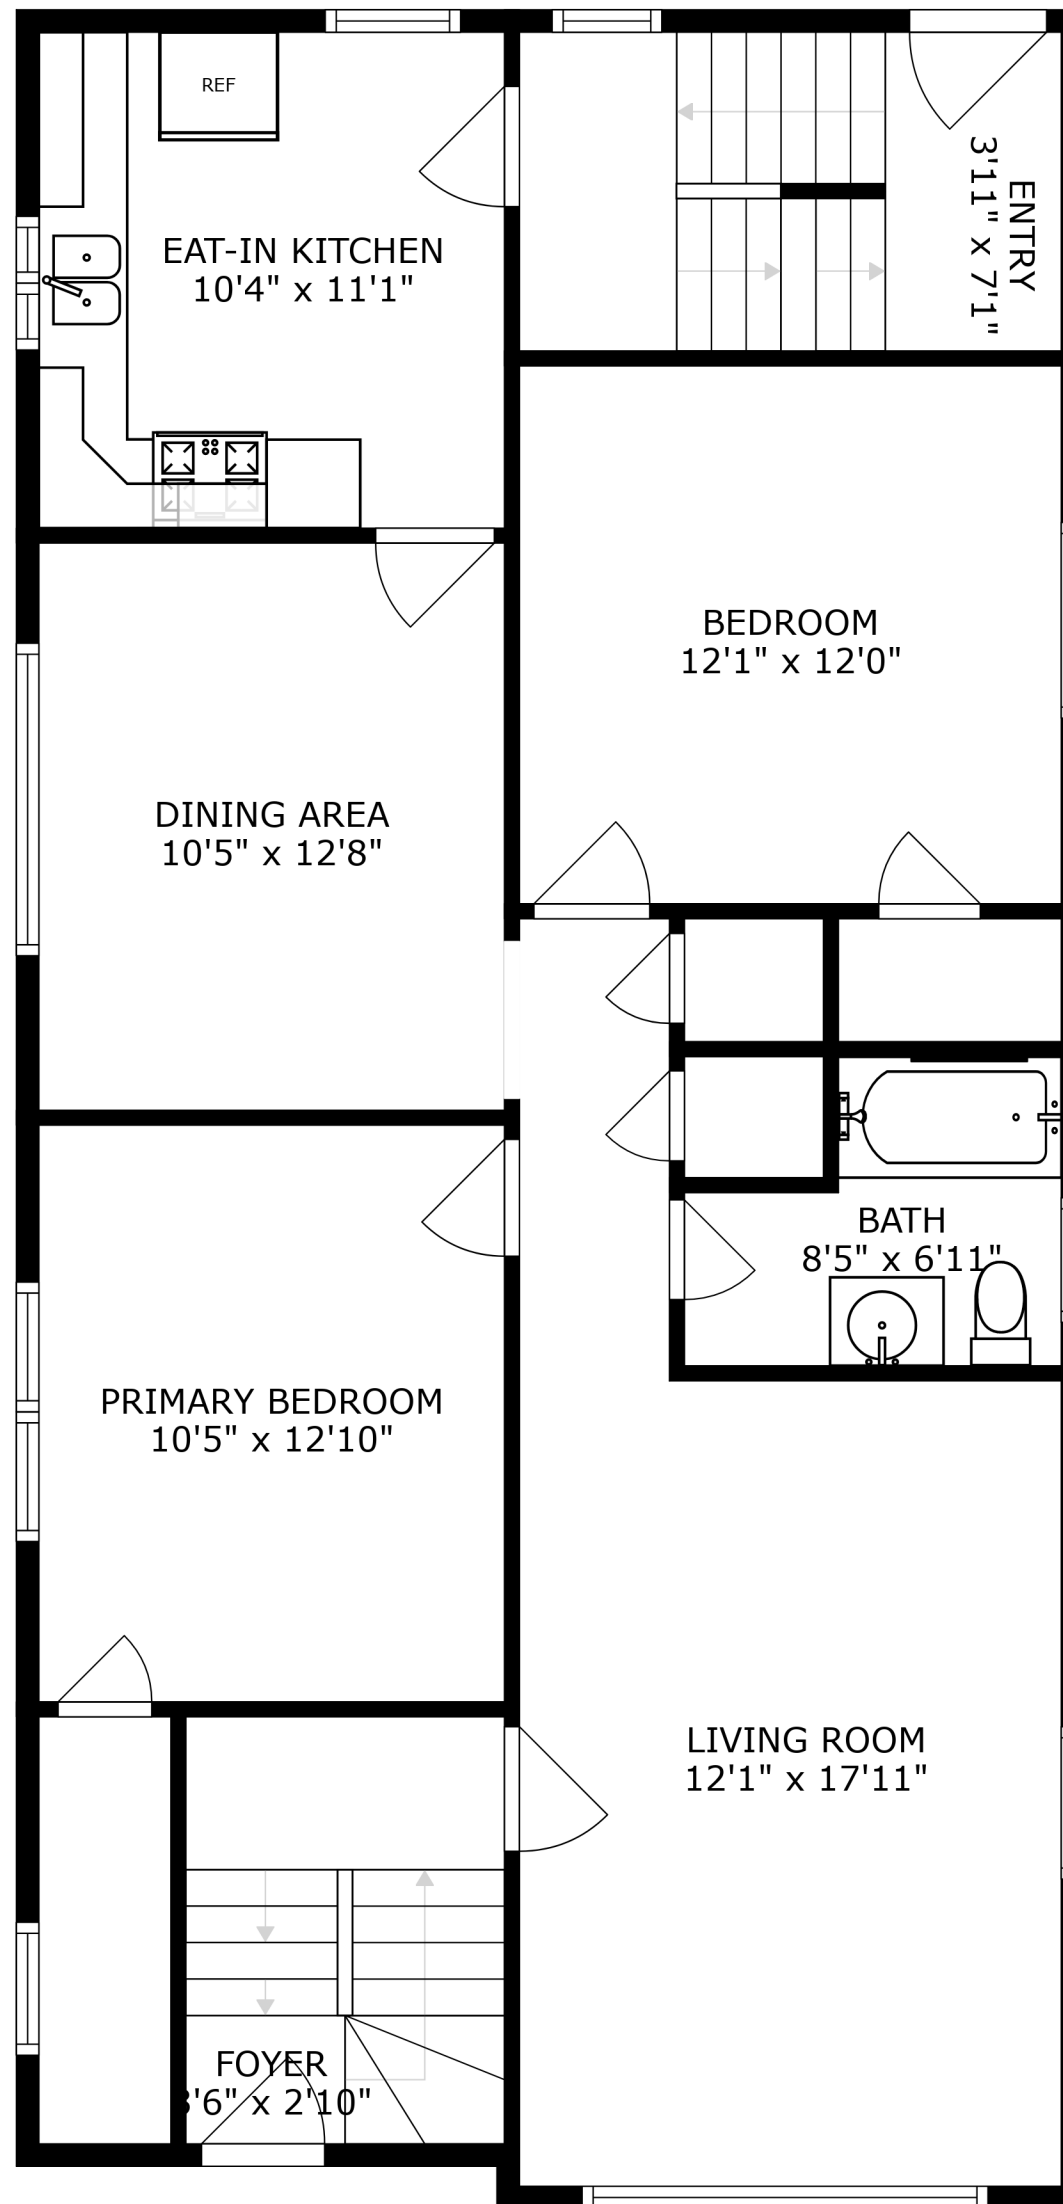 REF
EAT-IN KITCHEN
10'4" x 11'1"
ENTRY
3'11" x 7'1"
BEDROOM
12'1" x 12'0"
DINING AREA
10'5" x 12'8"
BATH
8'5" x 6'11"
PRIMARY BEDROOM
10'5" x 12'10"
LIVING ROOM
12'1" x 17'11"
FOYER
'6" x 2'10"